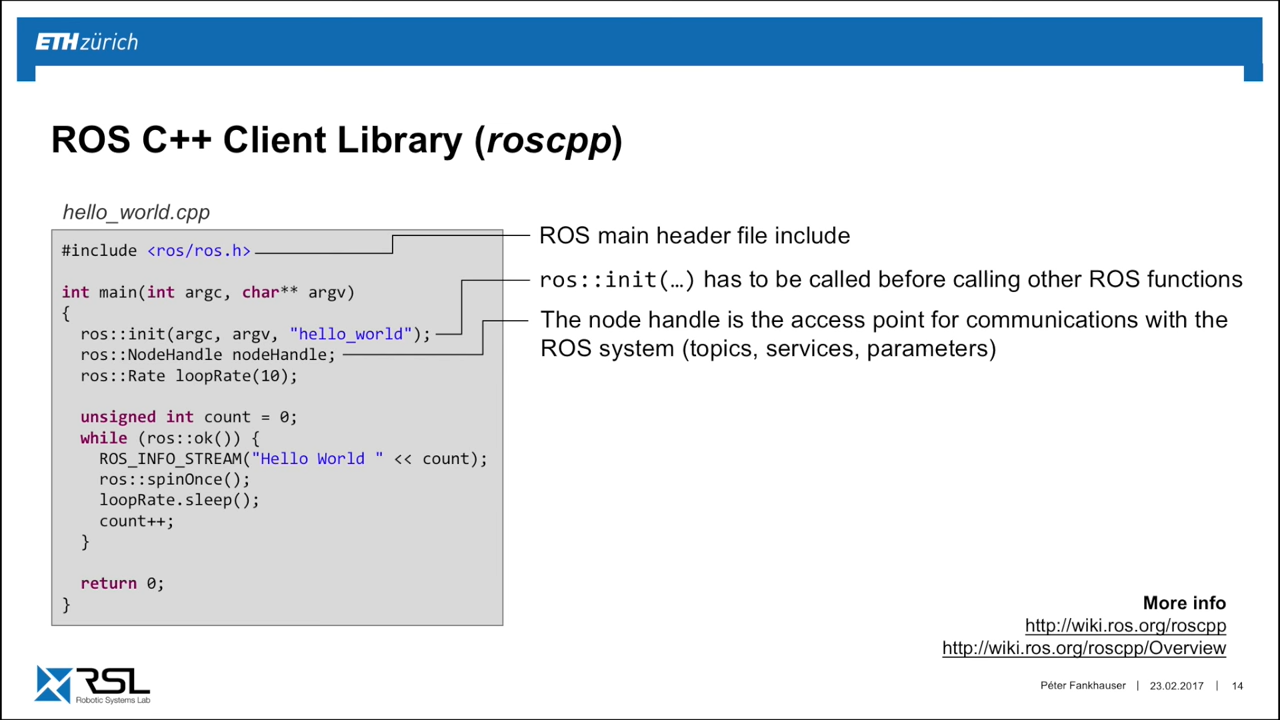 ETH zürich
ROS C++ Client Library (roscpp)
hello_world.cpp
#include <ros/ros.h>
int main(int argc, char** argv)
{
  ros::init(argc, argv, "hello_world");
  ros::NodeHandle nodeHandle;
  ros::Rate loopRate(10);
  unsigned int count = 0;
  while (ros::ok()) {
    ROS_INFO_STREAM("Hello World " << count);
    ros::spinOnce();
    loopRate.sleep();
    count++;
  }
  return 0;
}
ROS main header file include
ros::init(…) has to be called before calling other ROS functions
The node handle is the access point for communications with the
ROS system (topics, services, parameters)
More info
http://wiki.ros.org/roscpp
http://wiki.ros.org/roscpp/Overview
RSL
Robotic Systems Lab
Péter Fankhauser | 23.02.2017 | 14